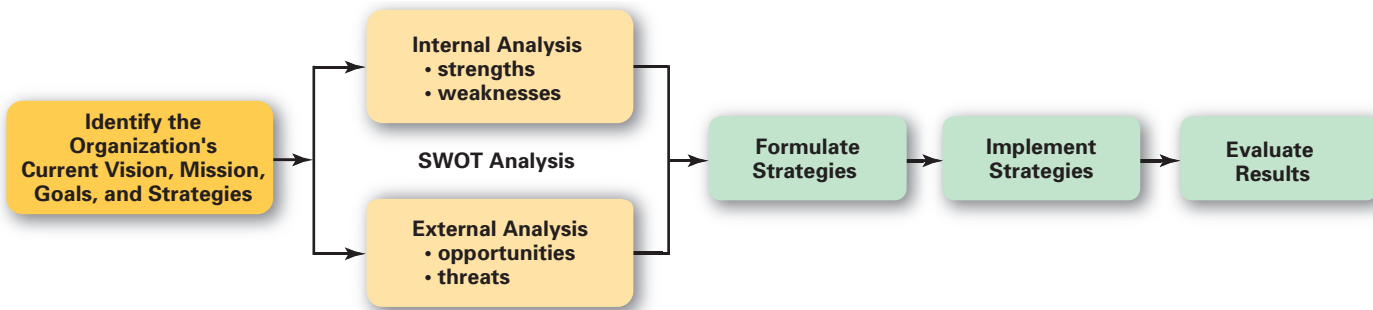 Identify the
Organization's
Current Vision, Mission,
Goals, and Strategies
Internal Analysis
• strengths
• weaknesses
SWOT Analysis
External Analysis
• opportunities
• threats
Formulate
Strategies
Implement
Strategies
Evaluate
Results